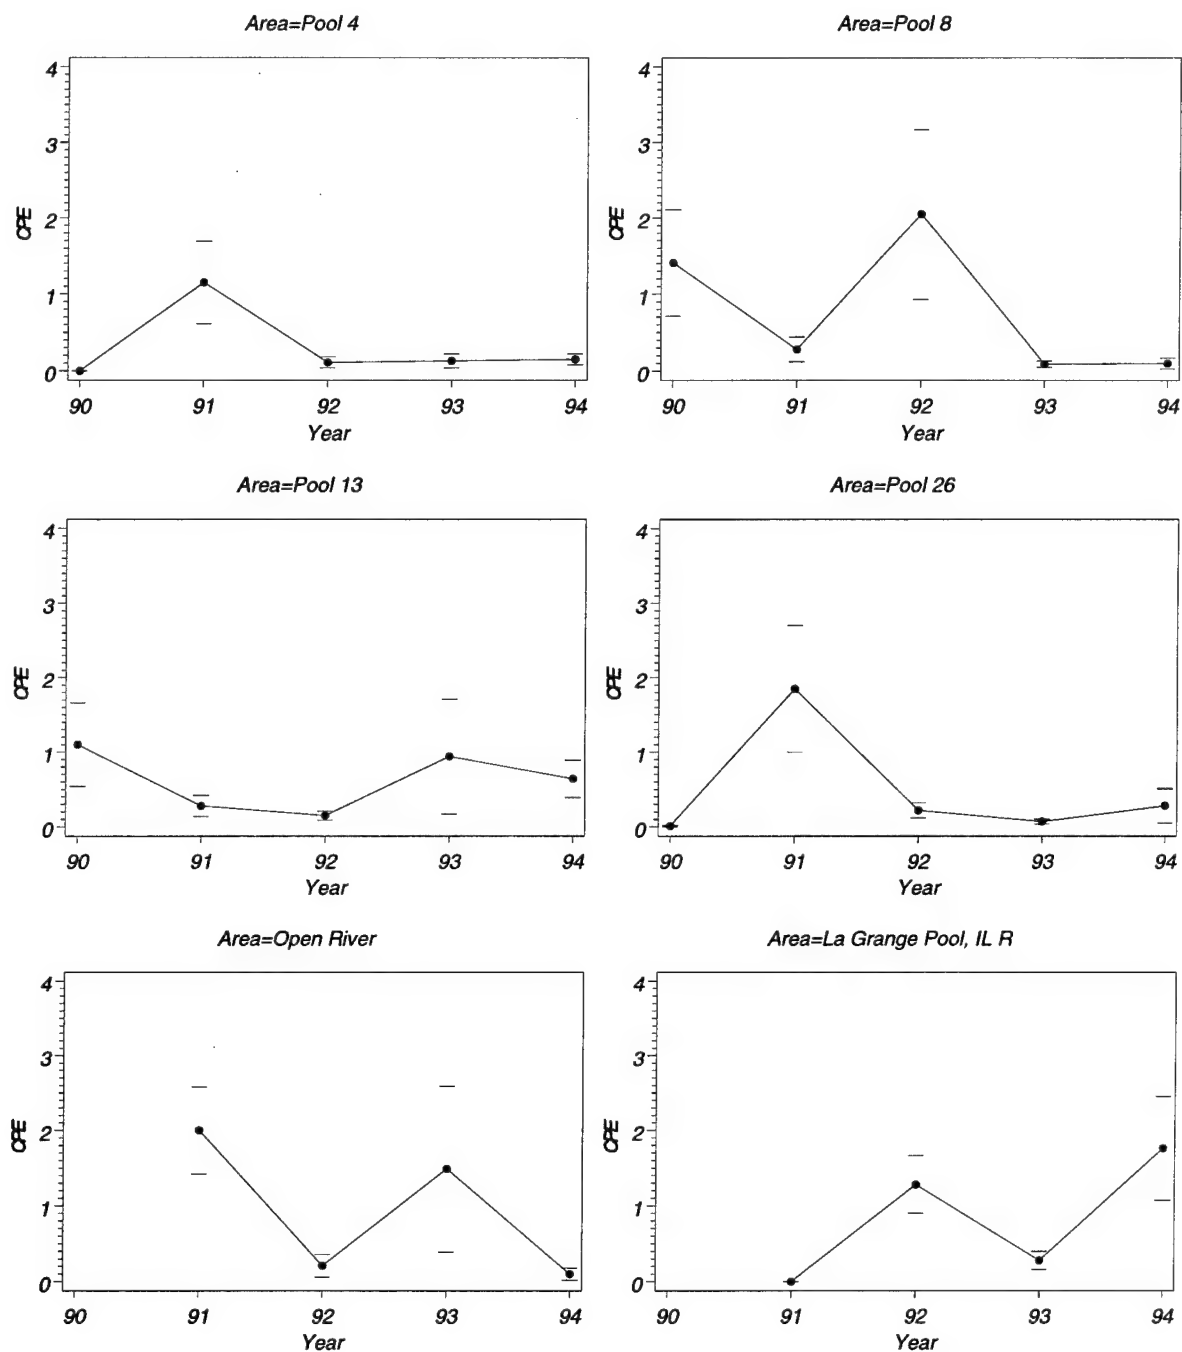 Area=Pool 4
4
3
2
1
0
CPE
90 91 92 93 94
Year
Area=Pool 8
4
3
2
1
0
CPE
90 91 92 93 94
Year
Area=Pool 13
4
3
2
1
0
CPE
90 91 92 93 94
Year
Area=Pool 26
4
3
2
1
0
CPE
90 91 92 93 94
Year
Area=Open River
4
3
2
1
0
CPE
90 91 92 93 94
Year
Area=La Grange Pool, IL R
4
3
2
1
0
CPE
90 91 92 93 94
Year